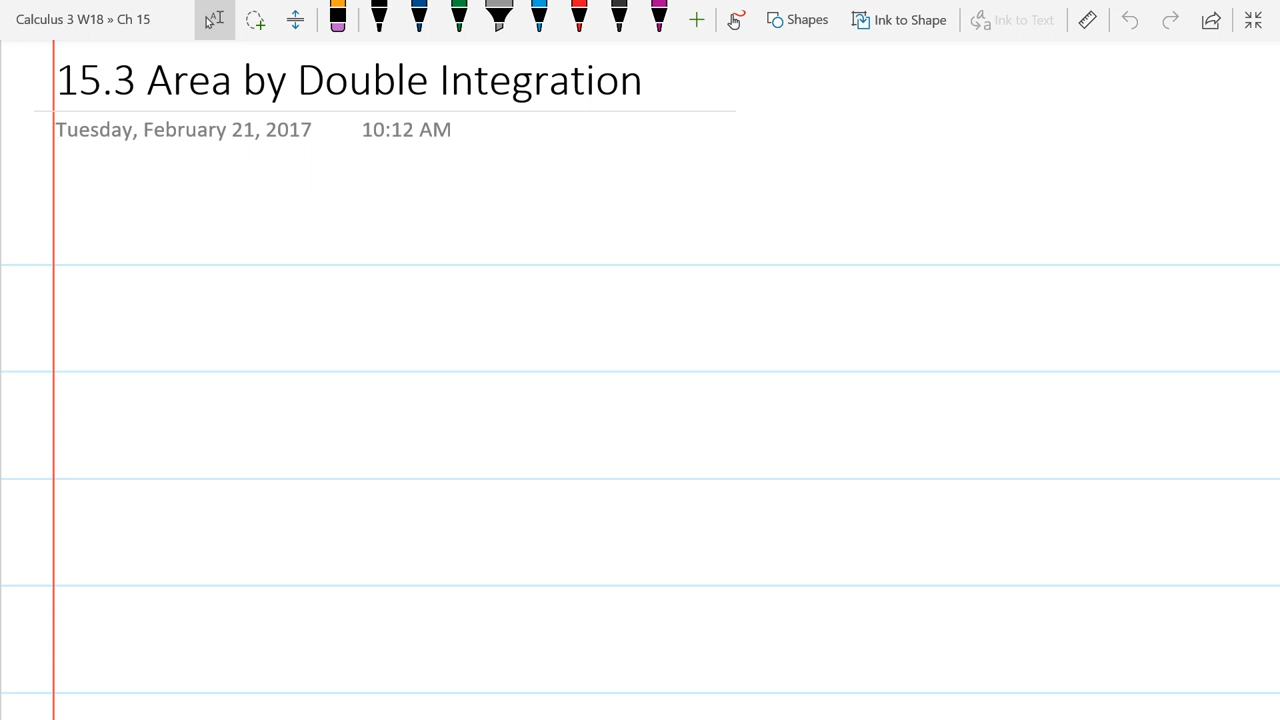 Calculus 3 W18 » Ch 15
Shapes
Ink to Shape
Ink to Text
15.3 Area by Double Integration
Tuesday, February 21, 2017 10:12 AM